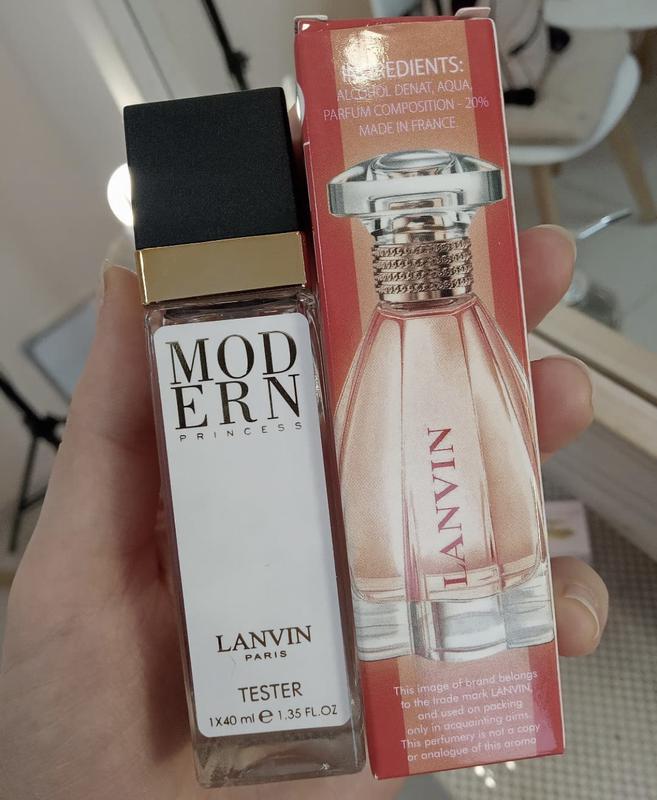 MOD
ERN
PRINCESS
LANVIN
PARIS
TESTER
1X40 ml ℮ 1.35 FL.OZ
INGREDIENTS:
ALCOHOL DENAT, AQUA,
PARFUM COMPOSITION - 20%
MADE IN FRANCE.
LANVIN
This image of brand belongs
to the trade mark LANVIN,
and used on packing
only in acquainting aims.
This perfumery is not a copy
or analogue of this aroma